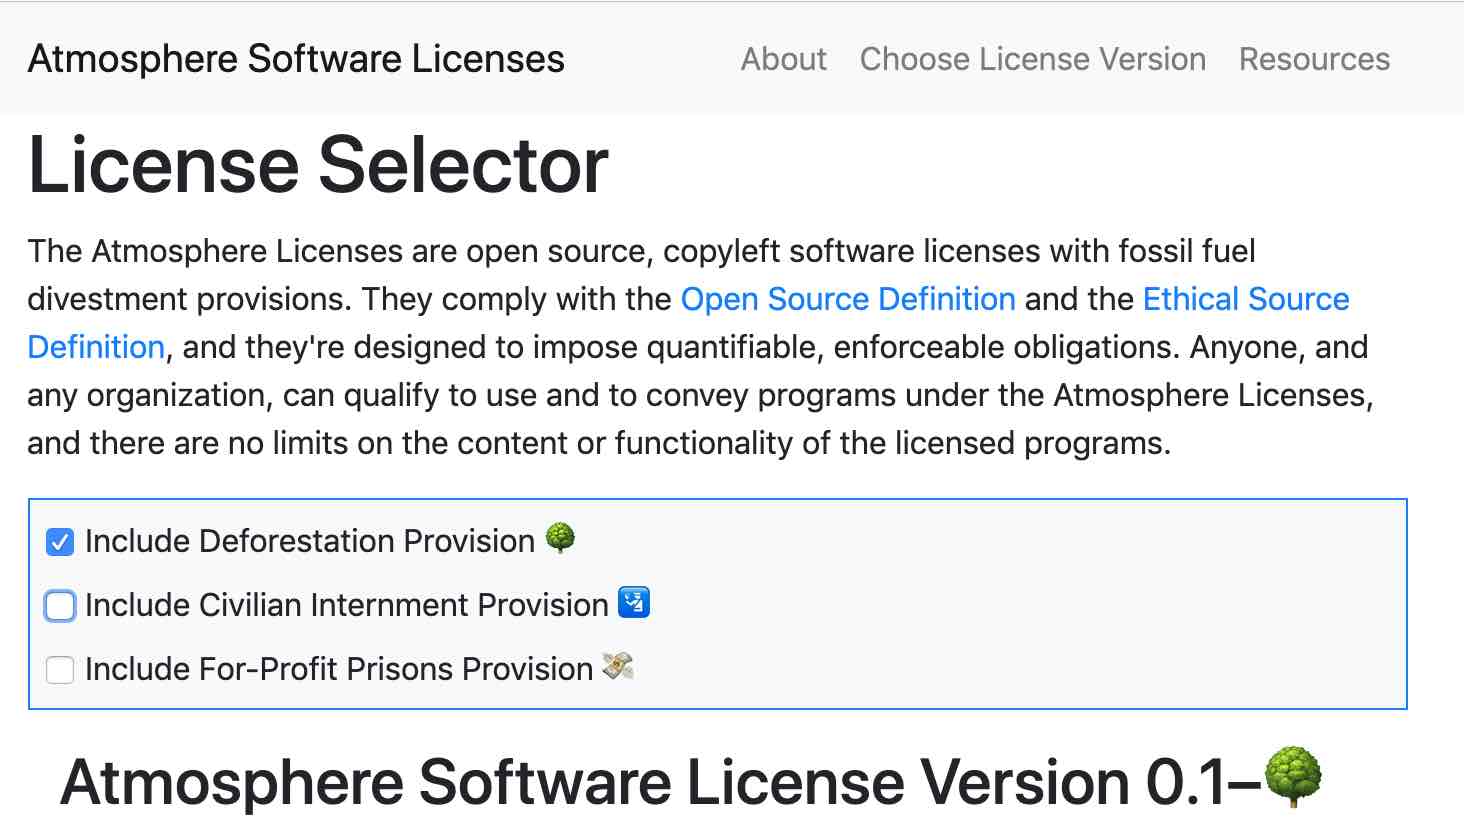 Atmosphere Software Licenses
About
Choose License Version
Resources
License Selector
The Atmosphere Licenses are open source, copyleft software licenses with fossil fuel
divestment provisions. They comply with the Open Source Definition and the Ethical Source
Definition, and they're designed to impose quantifiable, enforceable obligations. Anyone, and
any organization, can qualify to use and to convey programs under the Atmosphere Licenses,
and there are no limits on the content or functionality of the licensed programs.
Include Deforestation Provision 🌳
Include Civilian Internment Provision 🛂
Include For-Profit Prisons Provision 💸
Atmosphere Software License Version 0.1–🌳